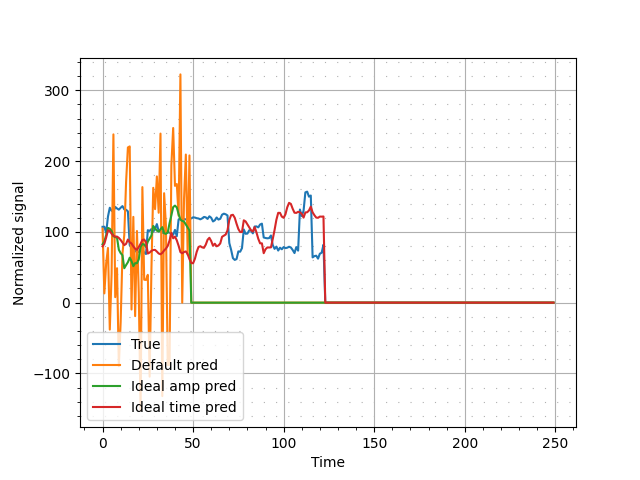 300
200
100
0
−100
Normalized signal
True
Default pred
Ideal amp pred
Ideal time pred
0 50 100 150 200 250
Time